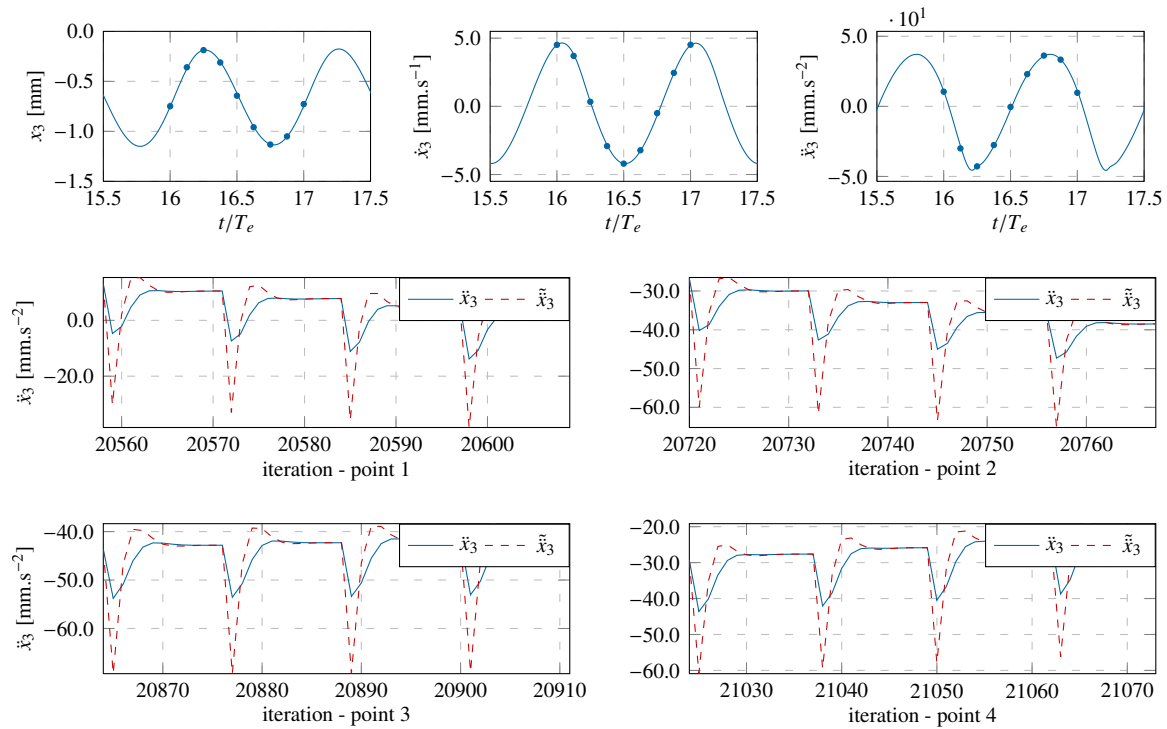 ·10¹
0.0 5.0 5.0
−0.5
−1.0 0.0 0.0
−1.5 −5.0 −5.0
x₃ [mm] ẋ₃ [mm.s⁻¹] ẍ₃ [mm.s⁻²]
15.5 16 16.5 17 17.5 15.5 16 16.5 17 17.5 15.5 16 16.5 17 17.5
t/Tₑ t/Tₑ t/Tₑ
ẍ₃ x̃̈₃ ẍ₃ x̃̈₃
0.0 −30.0
−20.0 −40.0
−50.0
−60.0
ẍ₃ [mm.s⁻²]
20560 20570 20580 20590 20600 20720 20730 20740 20750 20760
iteration - point 1 iteration - point 2
ẍ₃ x̃̈₃ ẍ₃ x̃̈₃
−40.0 −20.0
−30.0
−50.0 −40.0
−60.0 −50.0
−60.0
ẍ₃ [mm.s⁻²]
20870 20880 20890 20900 20910 21030 21040 21050 21060 21070
iteration - point 3 iteration - point 4